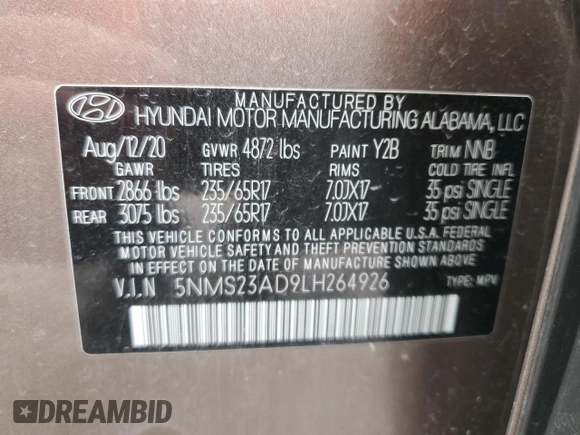 MANUFACTURED BY
HYUNDAI MOTOR MANUFACTURING ALABAMA, LLC
Aug/12/20 GVWR 4872 lbs PAINT Y2B TRIM NNB
GAWR TIRES RIMS COLD TIRE INFL
FRONT 2866 lbs 235/65R17 7.0JX17 35 psi SINGLE
REAR 3075 lbs 235/65R17 7.0JX17 35 psi SINGLE
THIS VEHICLE CONFORMS TO ALL APPLICABLE U.S.A. FEDERAL
MOTOR VEHICLE SAFETY AND THEFT PREVENTION STANDARDS
IN EFFECT ON THE DATE OF MANUFACTURE SHOWN ABOVE.
V.I.N 5NMS23AD9LH264926 TYPE: MPV
DREAMBID